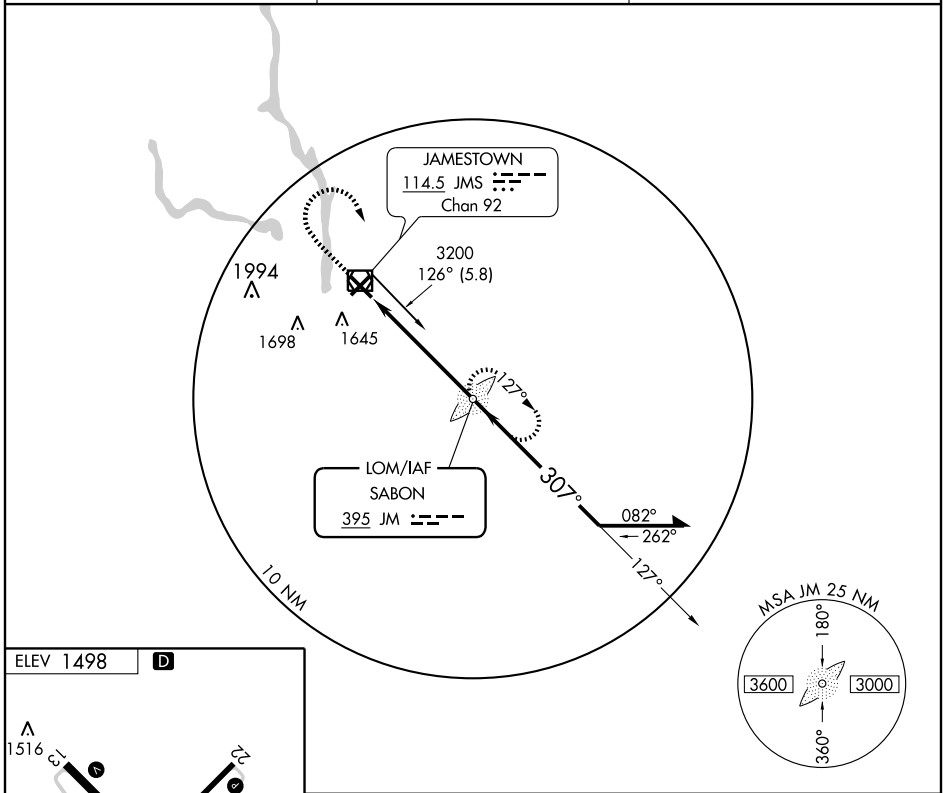 JAMESTOWN
114.5 JMS
Chan 92
3200
126° (5.8)
1994
1698
1645
127°
LOM/IAF
SABON
395 JM
307°
082°
262°
127°
10 NM
MSA JM 25 NM
180°
3600
3000
360°
ELEV 1498
D
1516
13
V
22
P